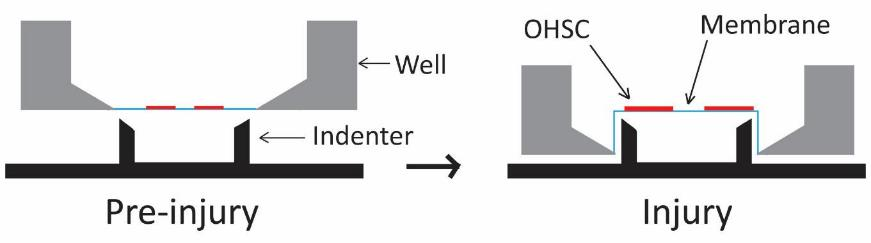 Well
Indenter
Pre-injury
OHSC
Membrane
Injury